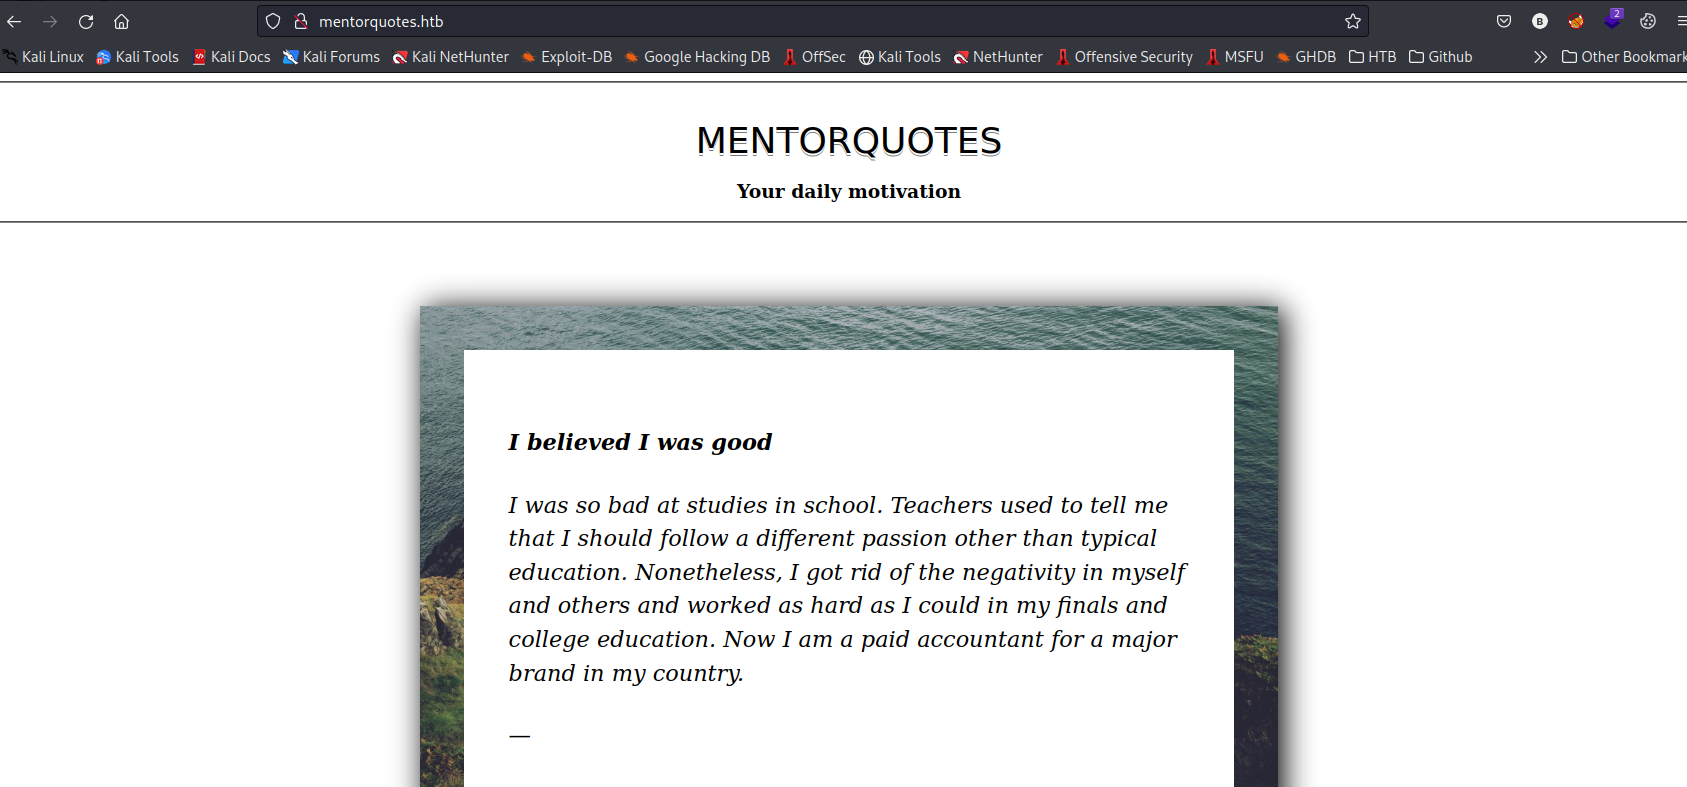 mentorquotes.htb
B
2
Kali Linux Kali Tools Kali Docs Kali Forums Kali NetHunter Exploit-DB Google Hacking DB OffSec Kali Tools NetHunter Offensive Security MSFU GHDB HTB Github Other Bookmark
MENTORQUOTES
Your daily motivation
I believed I was good
I was so bad at studies in school. Teachers used to tell me
that I should follow a different passion other than typical
education. Nonetheless, I got rid of the negativity in myself
and others and worked as hard as I could in my finals and
college education. Now I am a paid accountant for a major
brand in my country.
—